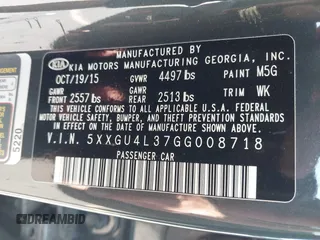 MANUFACTURED BY
KIA KIA MOTORS MANUFACTURING GEORGIA, INC.
OCT/19/15 GVWR 4497 lbs PAINT M5G
GAWR FRONT 2557 lbs GAWR REAR 2513 lbs TRIM WK
THIS VEHICLE CONFORMS TO ALL APPLICABLE U.S.A.
FEDERAL MOTOR VEHICLE SAFETY, BUMPER, AND
THEFT PREVENTION STANDARDS IN EFFECT ON
THE DATE OF MANUFACTURE SHOWN ABOVE.
V.I.N. 5XXGU4L37GG008718
PASSENGER CAR
5220
DREAMBID